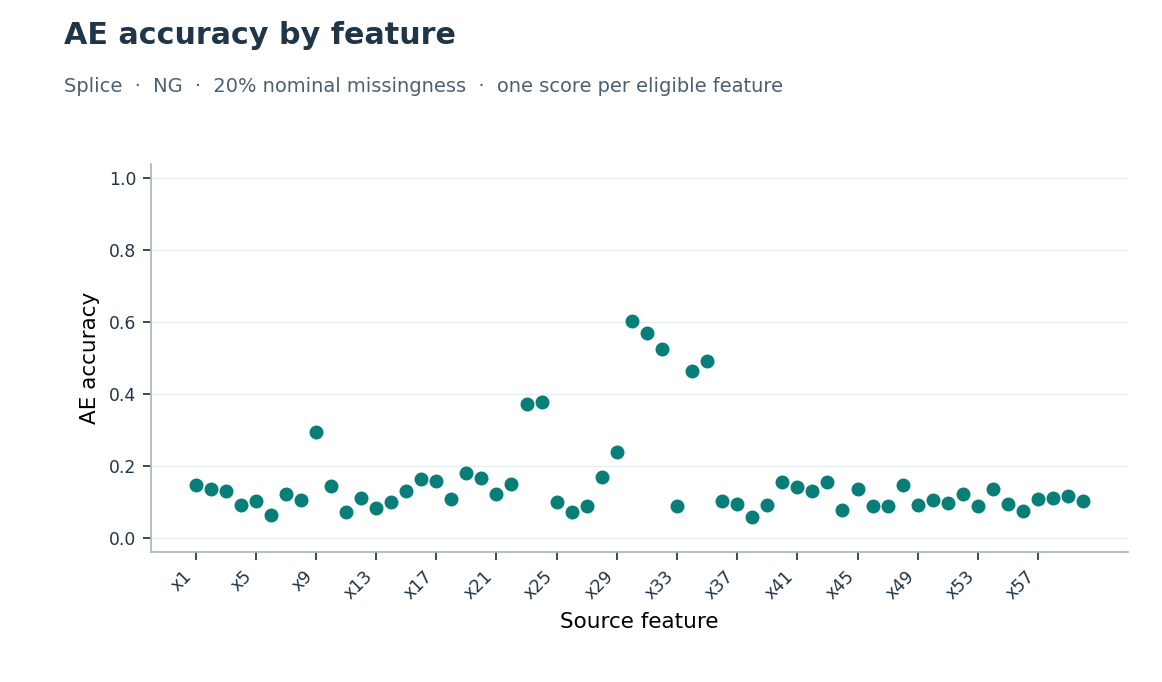 AE accuracy by feature
Splice · NG · 20% nominal missingness · one score per eligible feature
1.0
0.8
0.6
0.4
0.2
0.0
AE accuracy
x1 x5 x9 x13 x17 x21 x25 x29 x33 x37 x41 x45 x49 x53 x57
Source feature